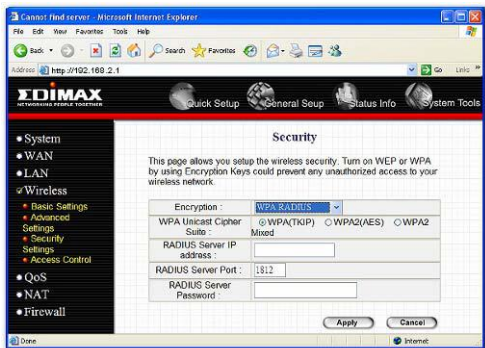 Cannot find server - Microsoft Internet Explorer
File Edit View Favorites Tools Help
Back Search Favorites
Address http://192.168.2.1 Go Links
EDIMAX
NETWORKING PEOPLE TOGETHER
Quick Setup General Seup Status Info System Tools
System
WAN
LAN
Wireless
Basic Settings
Advanced
Settings
Security
Settings
Access Control
QoS
NAT
Firewall
Security
This page allows you setup the wireless security. Turn on WEP or WPA
by using Encryption Keys could prevent any unauthorized access to your
wireless network.
Encryption : WPA RADIUS
WPA Unicast Cipher
Suite :
WPA(TKIP) WPA2(AES) WPA2
Mixed
RADIUS Server IP
address :
RADIUS Server Port : 1812
RADIUS Server
Password :
Apply Cancel
Done Internet